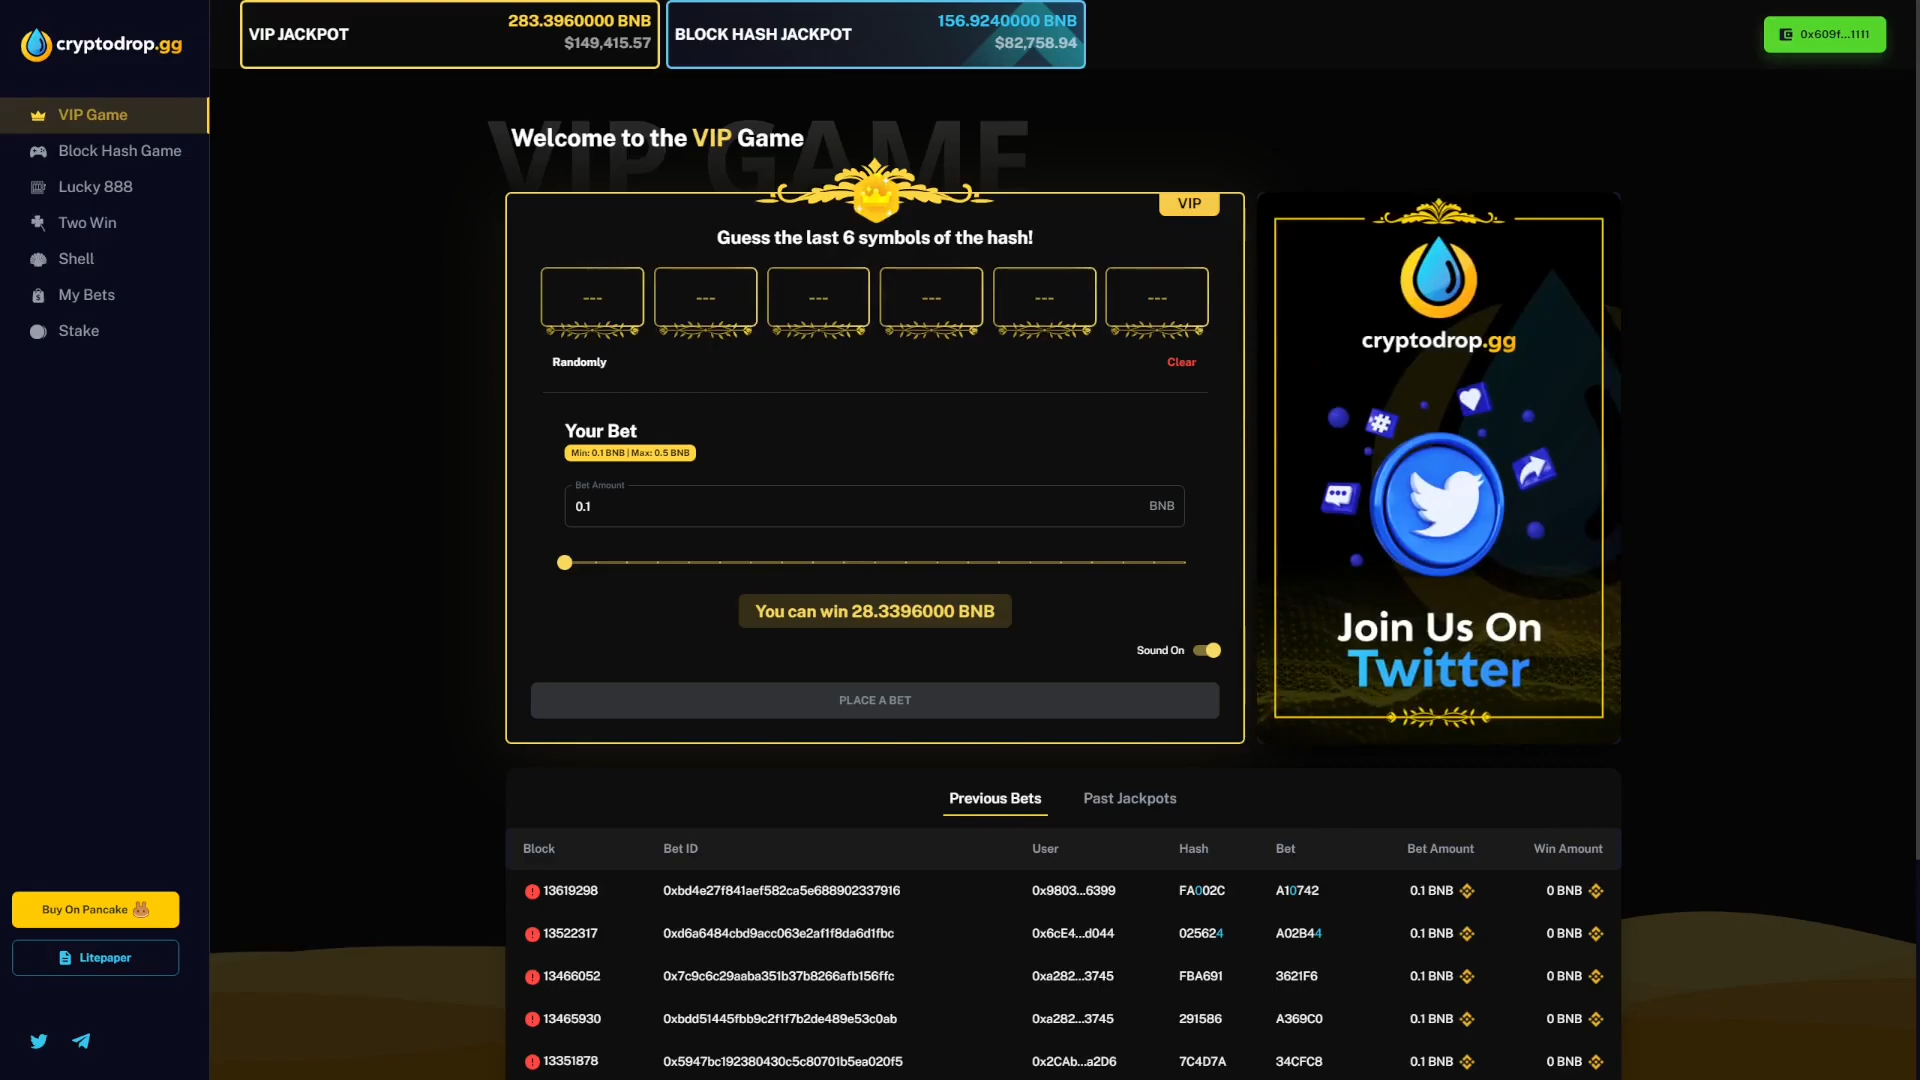 cryptodrop.gg
VIP JACKPOT
283.3960000 BNB
$149,415.57
BLOCK HASH JACKPOT
156.9240000 BNB
$82,758.94
0x609f...1111
VIP Game
Block Hash Game
Lucky 888
Two Win
Shell
My Bets
Stake
Buy On Pancake
Litepaper
VIP GAME
Welcome to the VIP Game
VIP
Guess the last 6 symbols of the hash!
--- --- --- --- --- ---
Randomly
Clear
Your Bet
Min: 0.1 BNB | Max: 0.5 BNB
Bet Amount
0.1 BNB
You can win 28.3396000 BNB
Sound On
PLACE A BET
cryptodrop.gg
Join Us On
Twitter
Previous Bets Past Jackpots
Block Bet ID User Hash Bet Bet Amount Win Amount
13619298 0xbd4e27f841aef582ca5e688902337916 0x9803...6399 FA002C A10742 0.1 BNB 0 BNB
13522317 0xd6a6484cbd9acc063e2af1f8da6d1fbc 0x6cE4...d044 025624 A02B44 0.1 BNB 0 BNB
13466052 0x7c9c6c29aaba351b37b8266afb156ffc 0xa282...3745 FBA691 3621F6 0.1 BNB 0 BNB
13465930 0xbdd51445fbb9c2f1f7b2de489e53c0ab 0xa282...3745 291586 A369C0 0.1 BNB 0 BNB
13351878 0x5947bc192380430c5c80701b5ea020f5 0x2CAb...a2D6 7C4D7A 34CFC8 0.1 BNB 0 BNB